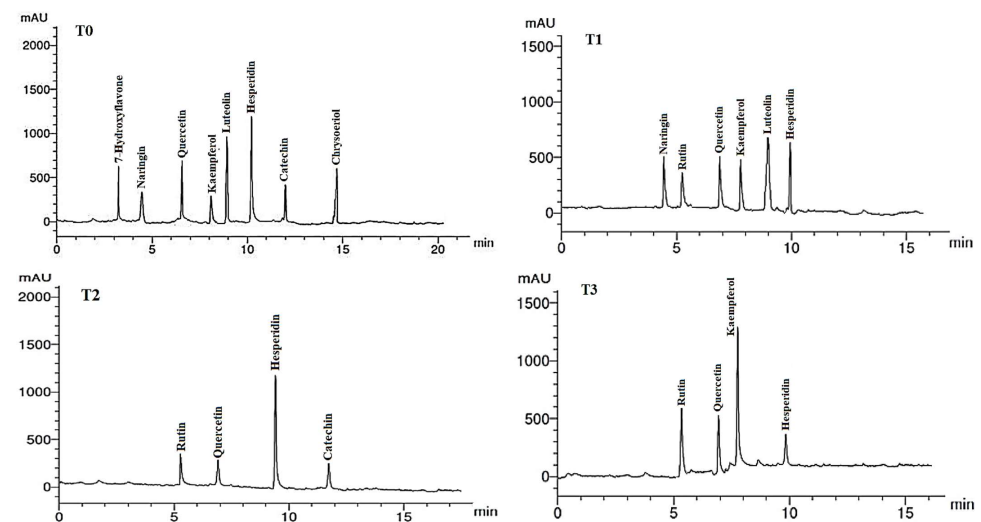 mAU
T0
2000
1500
1000
500
0
7-Hydroxyflavone
Naringin
Quercetin
Kaempferol
Luteolin
Hesperidin
Catechin
Chrysoeriol
0 5 10 15 20 min
mAU
T1
1500
1000
500
0
Naringin
Rutin
Quercetin
Kaempferol
Luteolin
Hesperidin
0 5 10 15 min
mAU
T2
2000
1500
1000
500
0
Rutin
Quercetin
Hesperidin
Catechin
0 5 10 15 min
mAU
T3
1500
1000
500
0
Rutin
Quercetin
Kaempferol
Hesperidin
0 5 10 15 min